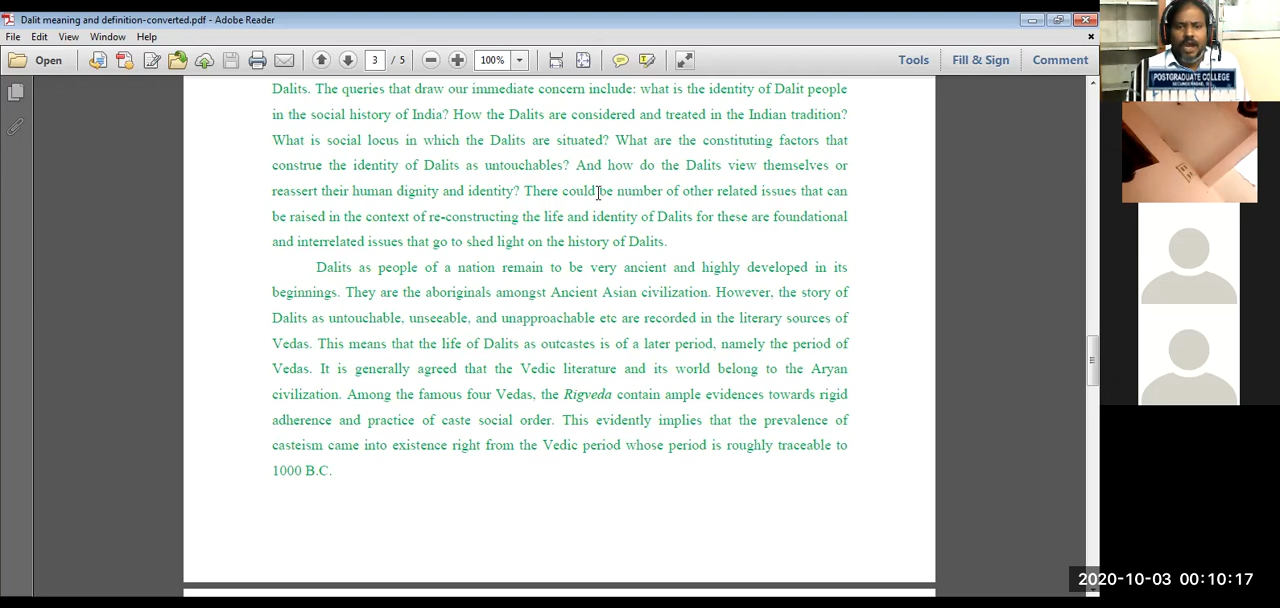 Dalit meaning and definition-converted.pdf - Adobe Reader
File Edit View Window Help
Open 3 / 5 100% Tools Fill & Sign Comment
Dalits. The queries that draw our immediate concern include: what is the identity of Dalit people
in the social history of India? How the Dalits are considered and treated in the Indian tradition?
What is social locus in which the Dalits are situated? What are the constituting factors that
construe the identity of Dalits as untouchables? And how do the Dalits view themselves or
reassert their human dignity and identity? There could be number of other related issues that can
be raised in the context of re-constructing the life and identity of Dalits for these are foundational
and interrelated issues that go to shed light on the history of Dalits.
Dalits as people of a nation remain to be very ancient and highly developed in its
beginnings. They are the aboriginals amongst Ancient Asian civilization. However, the story of
Dalits as untouchable, unseeable, and unapproachable etc are recorded in the literary sources of
Vedas. This means that the life of Dalits as outcastes is of a later period, namely the period of
Vedas. It is generally agreed that the Vedic literature and its world belong to the Aryan
civilization. Among the famous four Vedas, the Rigveda contain ample evidences towards rigid
adherence and practice of caste social order. This evidently implies that the prevalence of
casteism came into existence right from the Vedic period whose period is roughly traceable to
1000 B.C.
POSTGRADUATE COLLEGE
2020-10-03 00:10:17